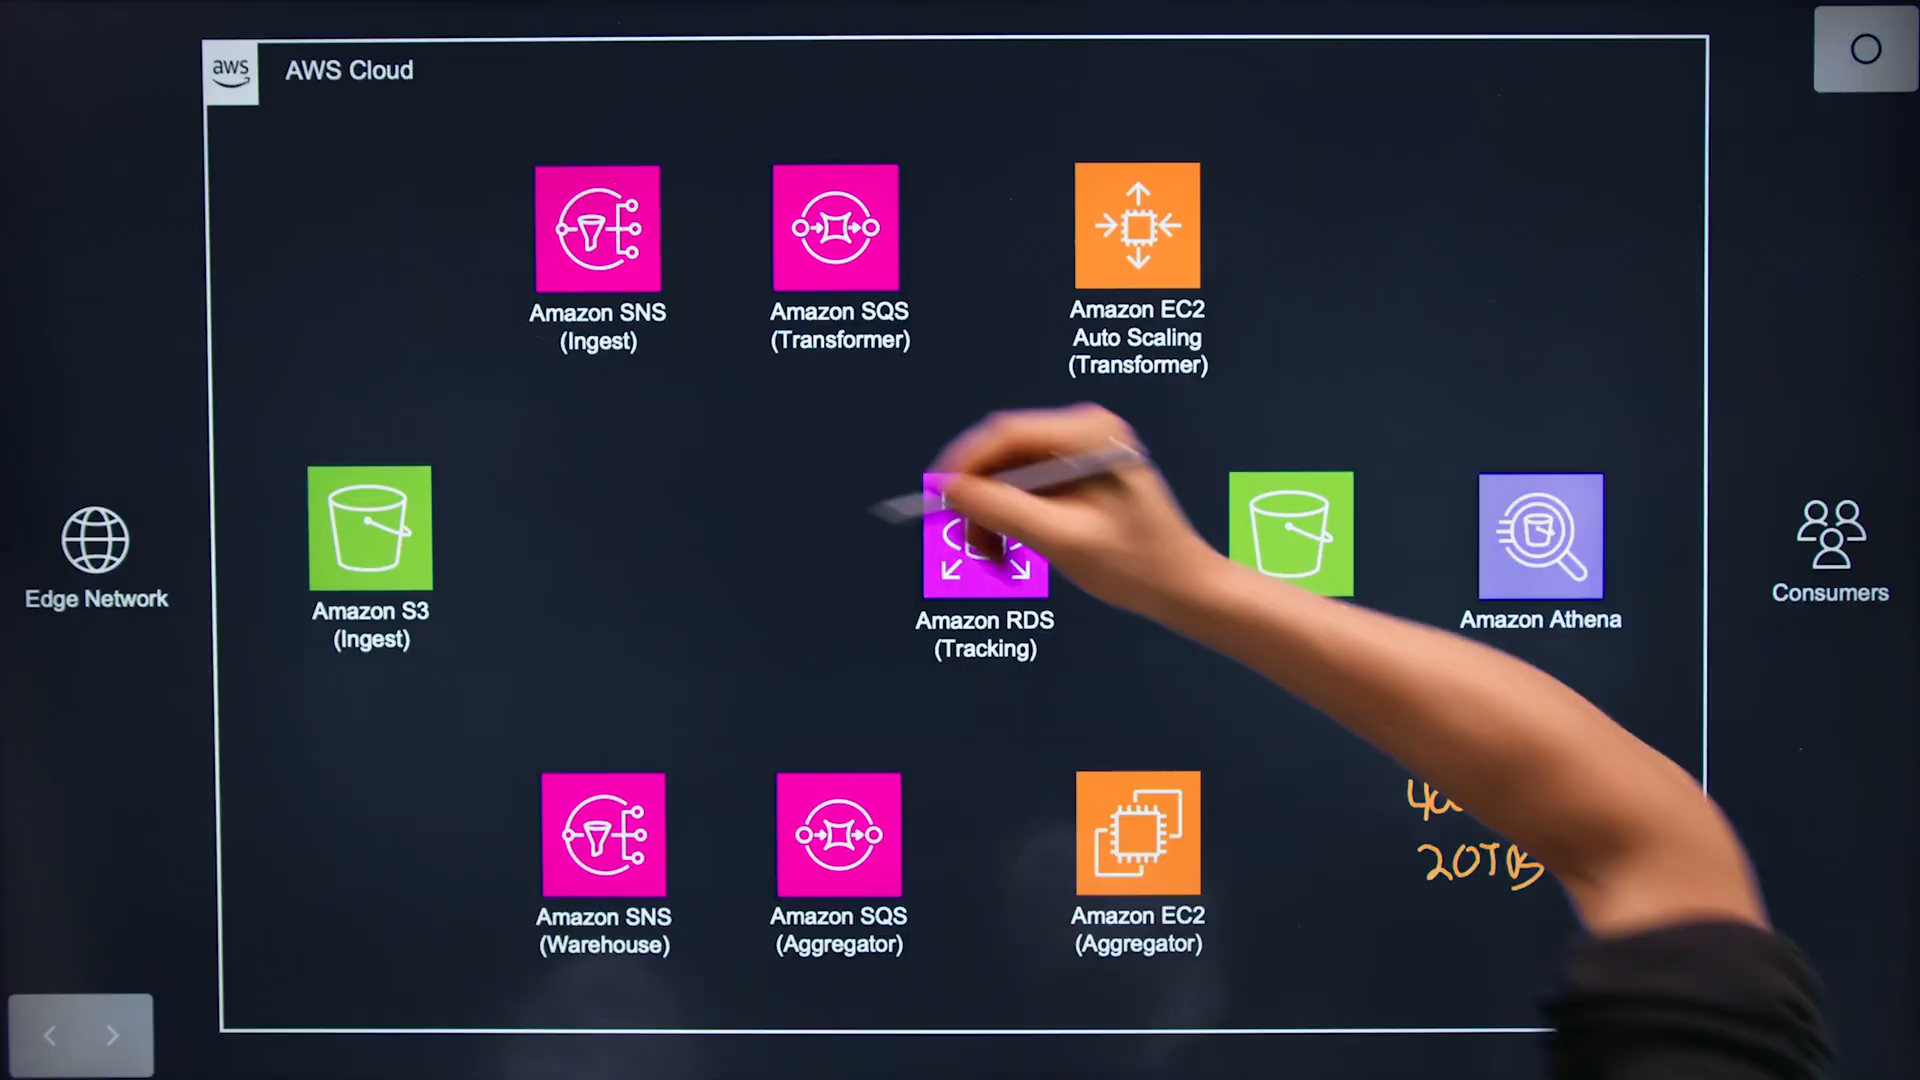 aws
AWS Cloud
Amazon SNS
(Ingest)
Amazon SQS
(Transformer)
Amazon EC2
Auto Scaling
(Transformer)
Edge Network
Amazon S3
(Ingest)
Amazon RDS
(Tracking)
Amazon Athena
Consumers
Amazon SNS
(Warehouse)
Amazon SQS
(Aggregator)
Amazon EC2
(Aggregator)
20TB